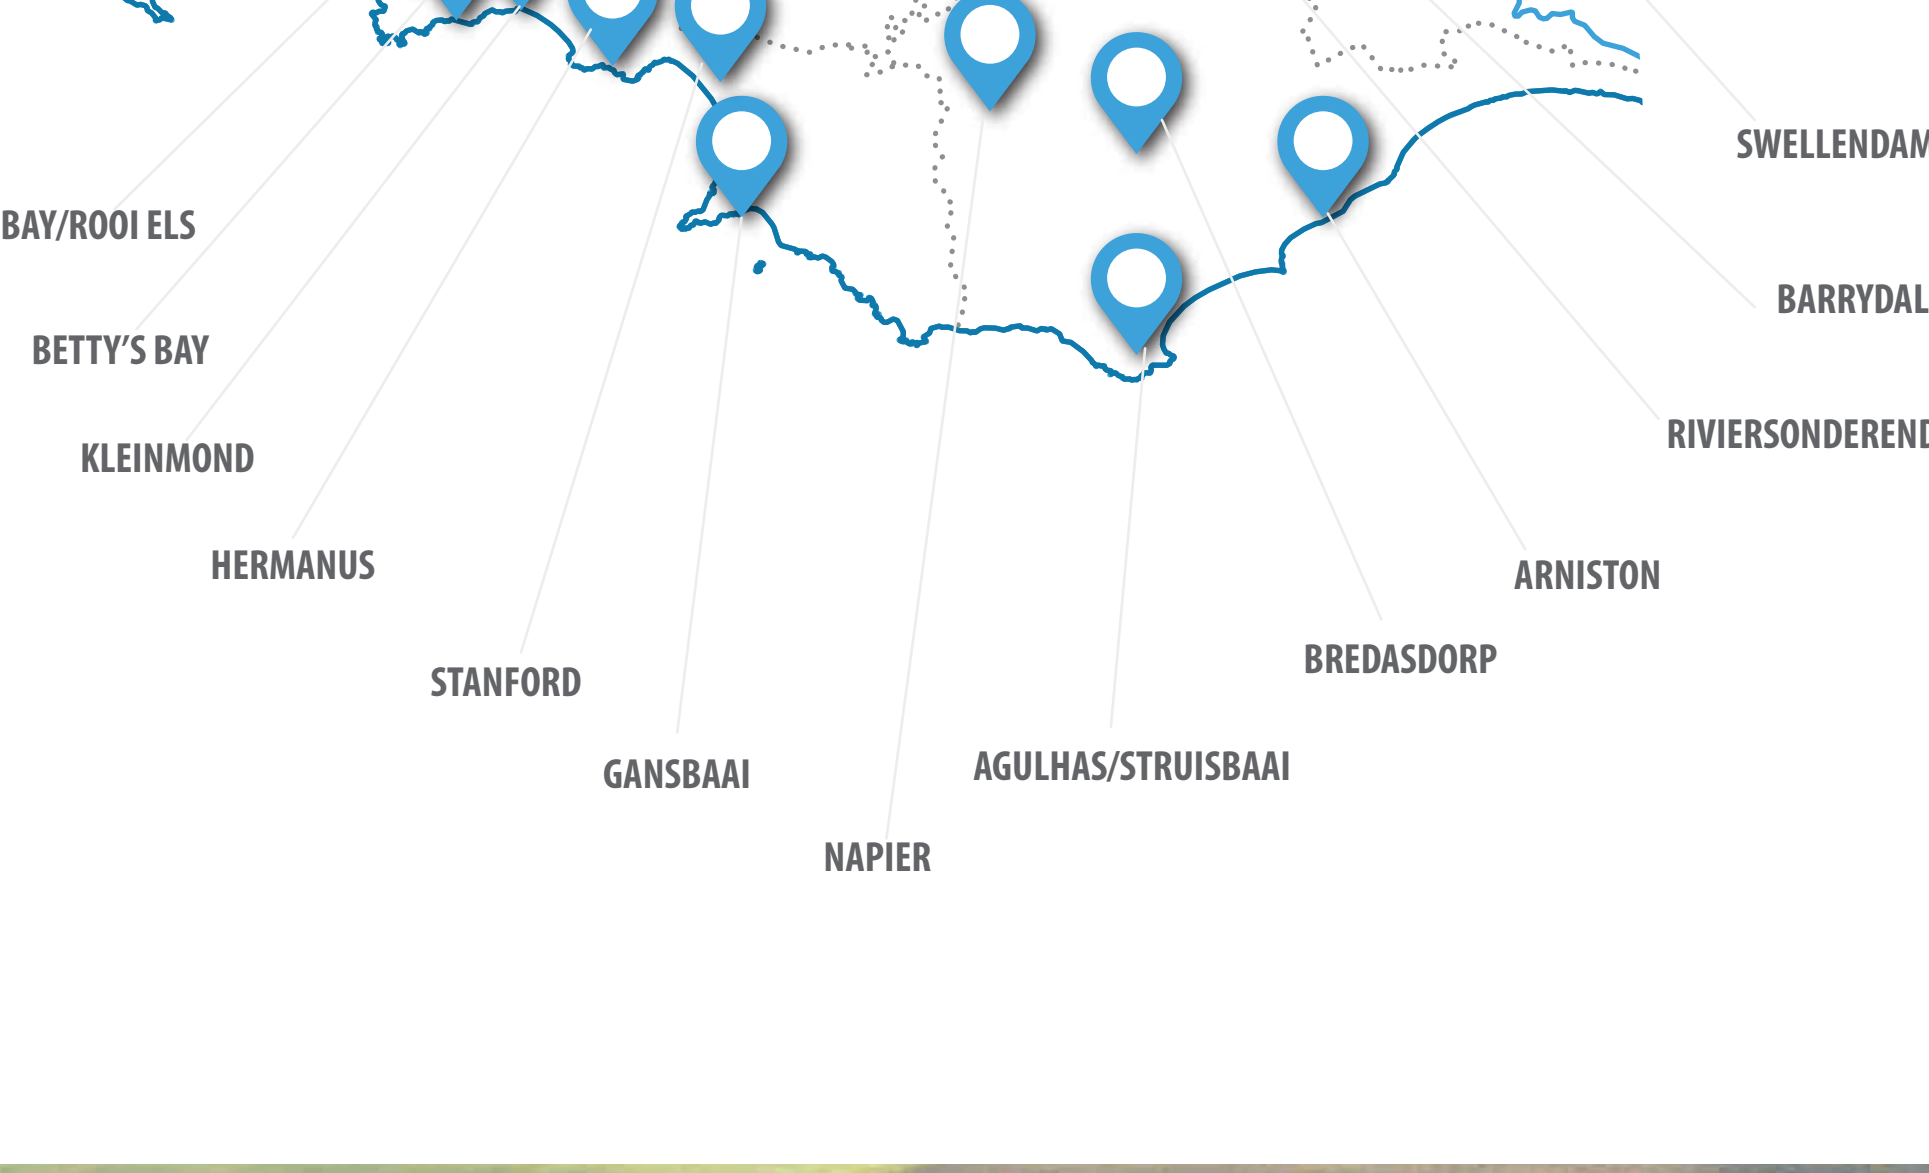 SWELLENDAM
BAY/ROOI ELS
BARRYDAL
BETTY'S BAY
RIVIERSONDEREND
KLEINMOND
HERMANUS
ARNISTON
BREDASDORP
STANFORD
AGULHAS/STRUISBAAI
GANSBAAI
NAPIER